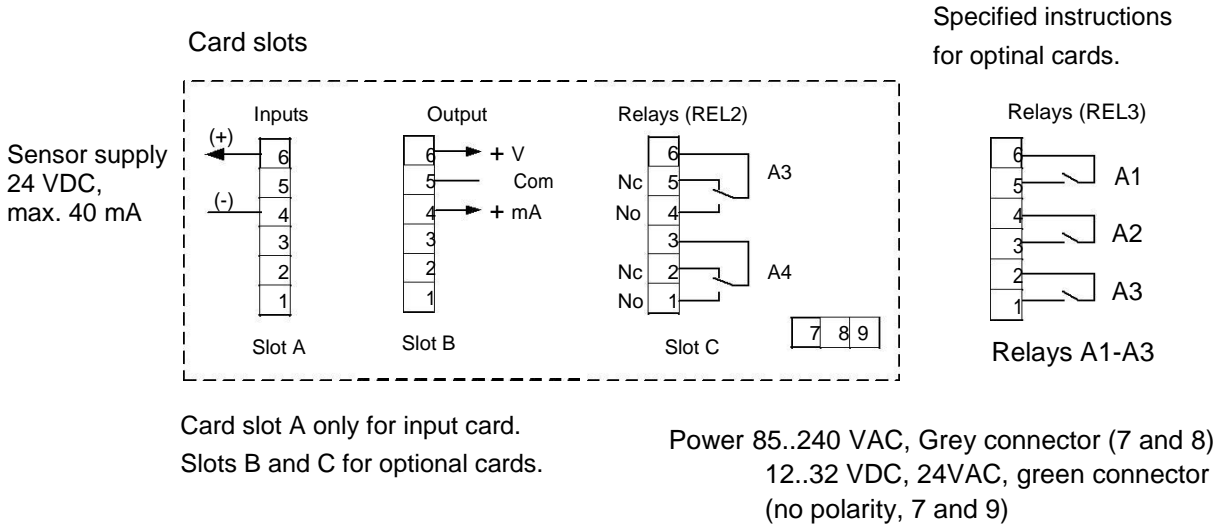 Specified instructions
for optinal cards.
Card slots
Inputs
Output
Relays (REL2)
Relays (REL3)
Sensor supply
24 VDC,
max. 40 mA
(+)
(-)
6
5
4
3
2
1
Slot A
6
5
4
3
2
1
+ V
Com
+ mA
Slot B
6
Nc 5
No 4
3
Nc 2
No 1
A3
A4
Slot C
7 8 9
6
5
4
3
2
1
A1
A2
A3
Relays A1-A3
Card slot A only for input card.
Slots B and C for optional cards.
Power 85..240 VAC, Grey connector (7 and 8)
12..32 VDC, 24VAC, green connector
(no polarity, 7 and 9)